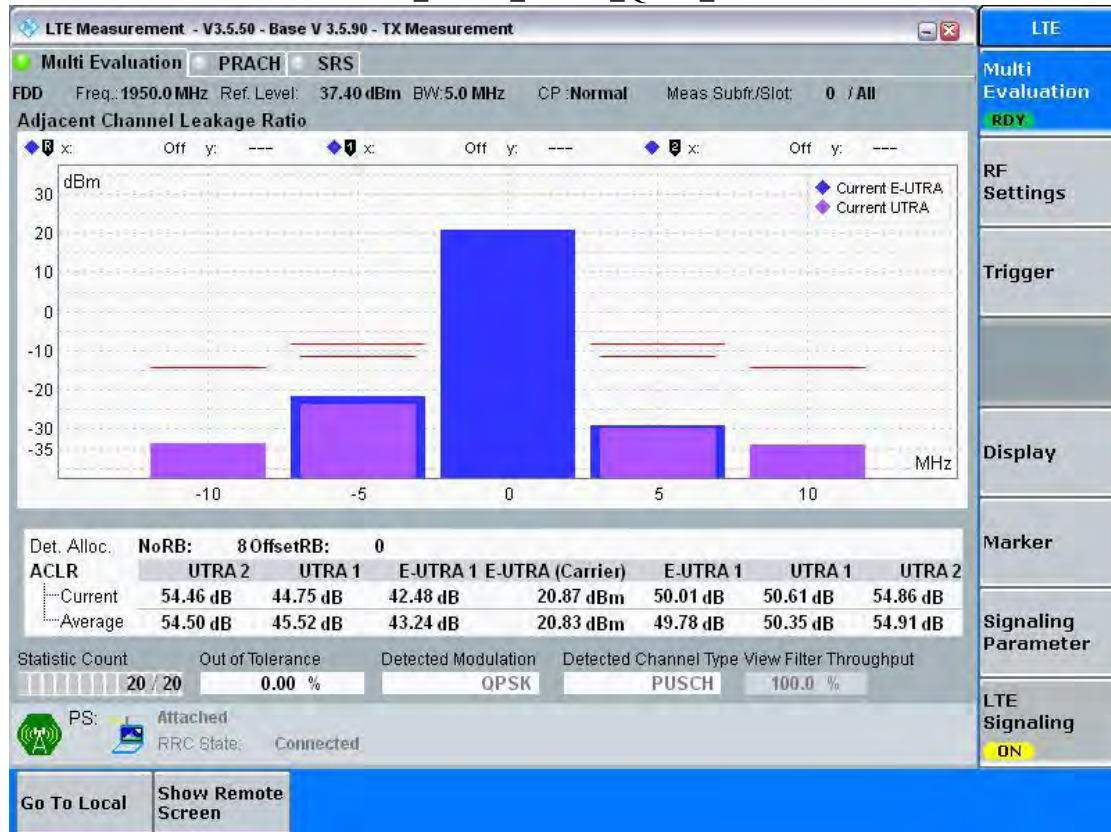 LTE Measurement - V3.5.50 - Base V 3.5.90 - TX Measurement
LTE
Multi Evaluation PRACH SRS
FDD Freq.: 1950.0 MHz Ref. Level: 37.40 dBm BW: 5.0 MHz CP : Normal Meas Subfr./Slot: 0 / All
Adjacent Channel Leakage Ratio
R x: Off y: --- 1 x: Off y: --- 2 x: Off y: ---
dBm
Current E-UTRA
Current UTRA
30
20
10
0
-10
-20
-30
-35
MHz
-10 -5 0 5 10
Det. Alloc. NoRB: 8 OffsetRB: 0
ACLR UTRA 2 UTRA 1 E-UTRA 1 E-UTRA (Carrier) E-UTRA 1 UTRA 1 UTRA 2
Current 54.46 dB 44.75 dB 42.48 dB 20.87 dBm 50.01 dB 50.61 dB 54.86 dB
Average 54.50 dB 45.52 dB 43.24 dB 20.83 dBm 49.78 dB 50.35 dB 54.91 dB
Statistic Count Out of Tolerance Detected Modulation Detected Channel Type View Filter Throughput
20 / 20 0.00 % QPSK PUSCH 100.0 %
PS: Attached
RRC State: Connected
Multi
Evaluation
RDY
RF
Settings
Trigger
Display
Marker
Signaling
Parameter
LTE
Signaling
ON
Go To Local
Show Remote
Screen